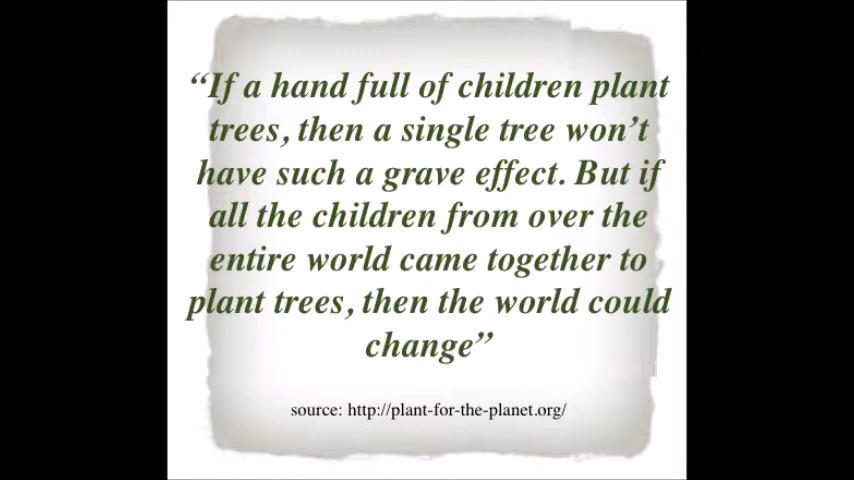 “If a hand full of children plant
trees, then a single tree won’t
have such a grave effect. But if
all the children from over the
entire world came together to
plant trees, then the world could
change”
source: http://plant-for-the-planet.org/